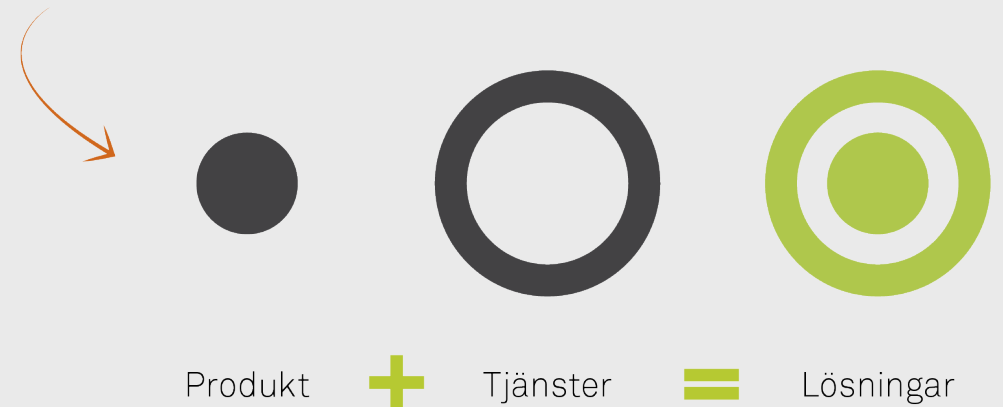 Produkt + Tjänster = Lösningar